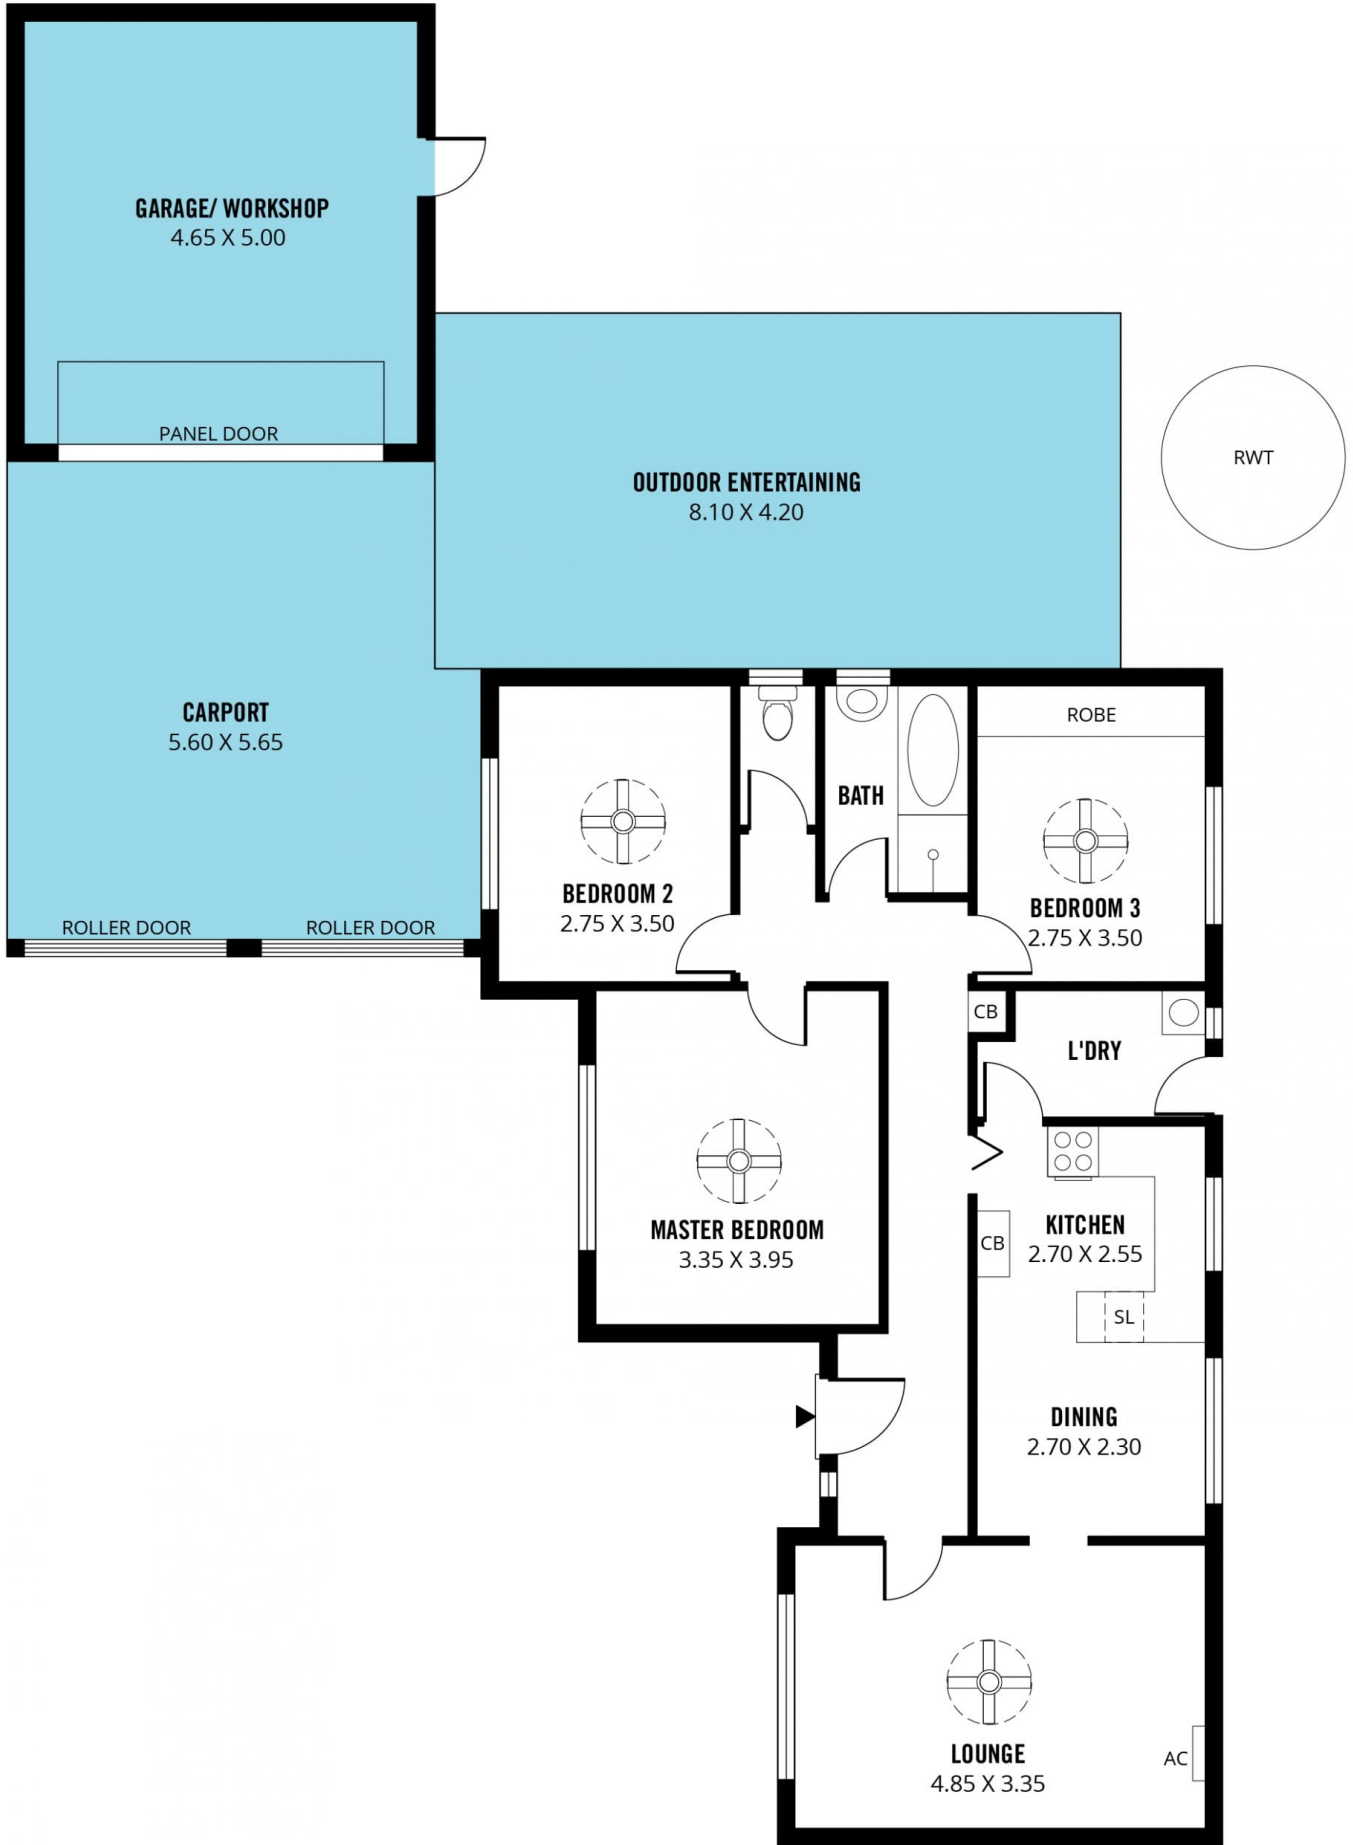 GARAGE/ WORKSHOP
4.65 X 5.00
PANEL DOOR
OUTDOOR ENTERTAINING
8.10 X 4.20
RWT
CARPORT
5.60 X 5.65
ROLLER DOOR
ROLLER DOOR
BEDROOM 2
2.75 X 3.50
BATH
ROBE
BEDROOM 3
2.75 X 3.50
CB
L'DRY
MASTER BEDROOM
3.35 X 3.95
CB
KITCHEN
2.70 X 2.55
SL
DINING
2.70 X 2.30
LOUNGE
4.85 X 3.35
AC